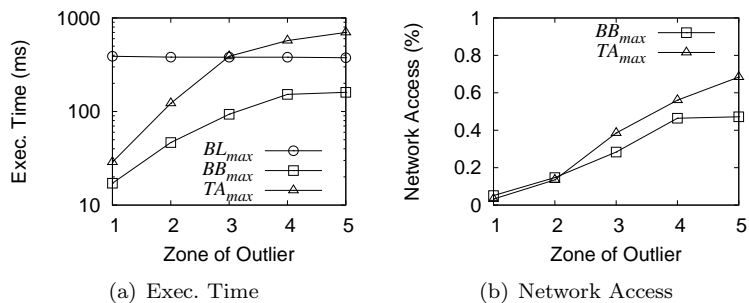 Exec. Time (ms)
1000
100
10
BL_max
BB_max
TA_max
1 2 3 4 5
Zone of Outlier
(a) Exec. Time
Network Access (%)
1
0.8
0.6
0.4
0.2
0
BB_max
TA_max
1 2 3 4 5
Zone of Outlier
(b) Network Access